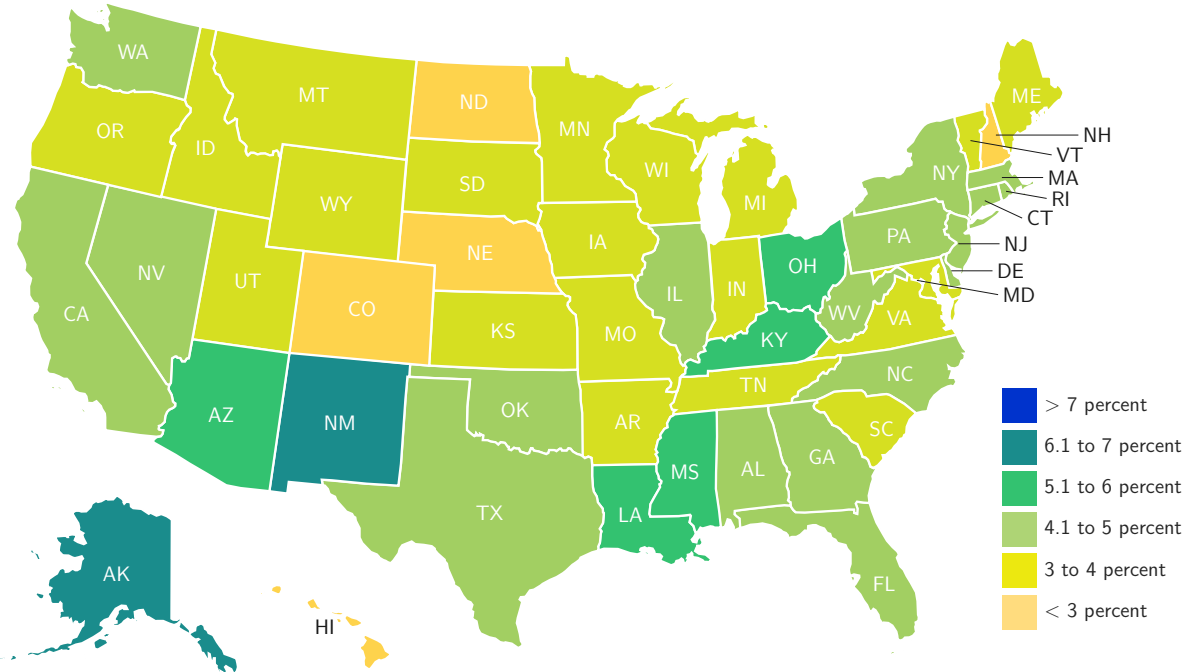 WA
MT
ND
ME
OR
MN
NH
ID
VT
WI
NY
MA
SD
RI
WY
MI
CT
PA
IA
NJ
NE
OH
NV
DE
UT
IL
IN
MD
CO
WV
CA
VA
KS
MO
KY
NC
TN
> 7 percent
OK
AZ
NM
AR
SC
6.1 to 7 percent
GA
AL
MS
5.1 to 6 percent
TX
LA
4.1 to 5 percent
AK
3 to 4 percent
FL
< 3 percent
HI